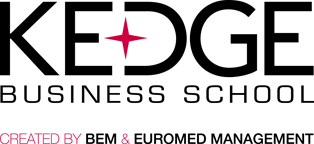 KEDGE
BUSINESS SCHOOL
CREATED BY BEM & EUROMED MANAGEMENT